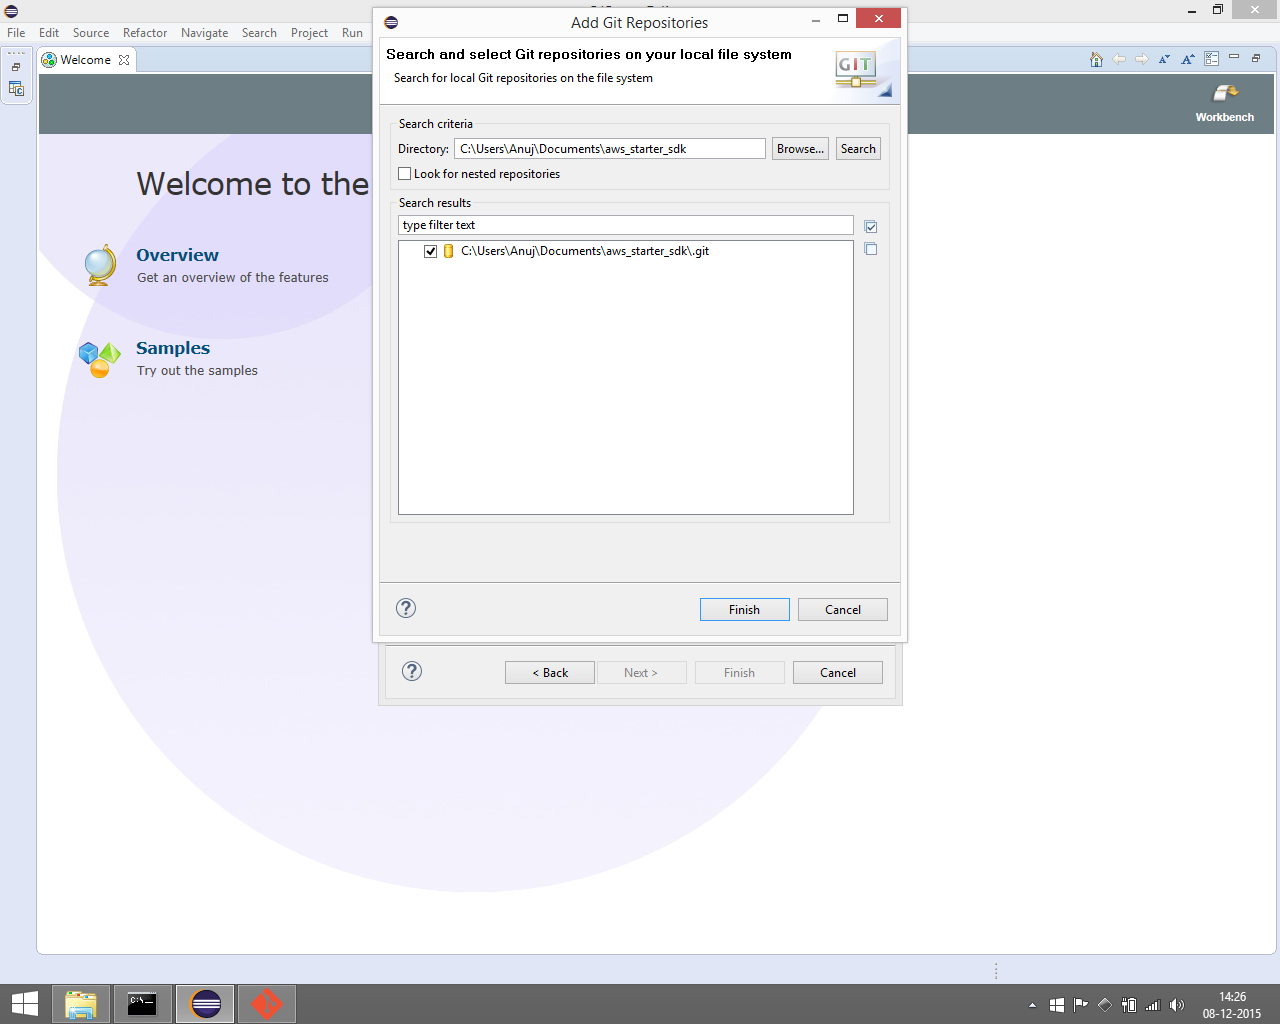 Add Git Repositories
File Edit Source Refactor Navigate Search Project Run
Search and select Git repositories on your local file system
Search for local Git repositories on the file system
GIT
Welcome
Workbench
Search criteria
Directory: C:\Users\Anuj\Documents\aws_starter_sdk Browse... Search
Look for nested repositories
Welcome to the
Search results
type filter text
C:\Users\Anuj\Documents\aws_starter_sdk\.git
Overview
Get an overview of the features
Samples
Try out the samples
Finish Cancel
< Back Next > Finish Cancel
C:\_
14:26
08-12-2015